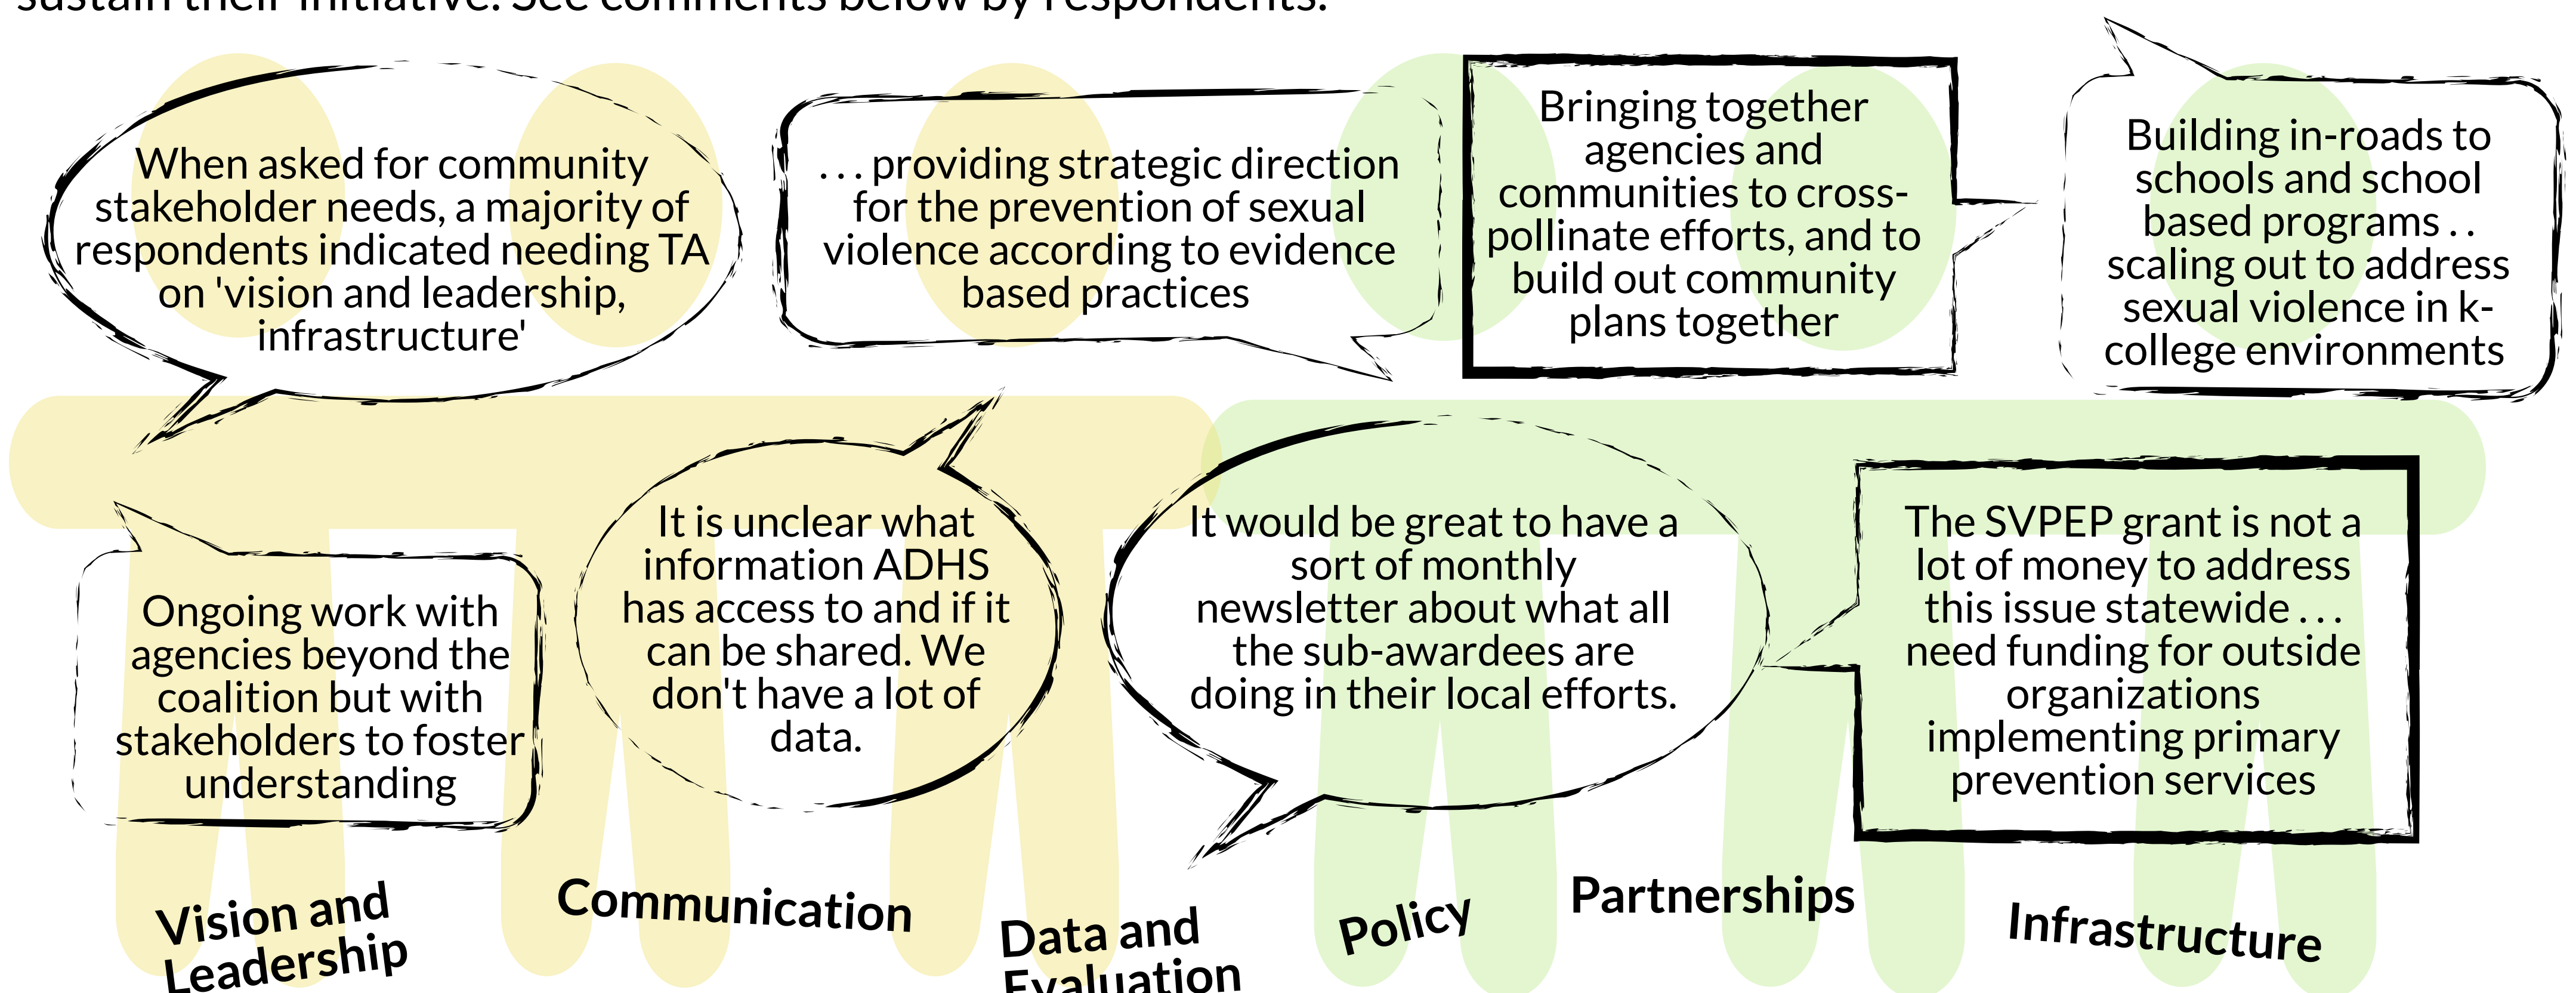 sustain their initiative. See comments below by respondents.
When asked for community
stakeholder needs, a majority of
respondents indicated needing TA
on 'vision and leadership,
infrastructure'
. . . providing strategic direction
for the prevention of sexual
violence according to evidence
based practices
Bringing together
agencies and
communities to cross-
pollinate efforts, and to
build out community
plans together
Building in-roads to
schools and school
based programs . .
scaling out to address
sexual violence in k-
college environments
Ongoing work with
agencies beyond the
coalition but with
stakeholders to foster
understanding
It is unclear what
information ADHS
has access to and if it
can be shared. We
don't have a lot of
data.
It would be great to have a
sort of monthly
newsletter about what all
the sub-awardees are
doing in their local efforts.
The SVPEP grant is not a
lot of money to address
this issue statewide . . .
need funding for outside
organizations
implementing primary
prevention services
Vision and
Leadership
Communication
Data and
Evaluation
Policy
Partnerships
Infrastructure